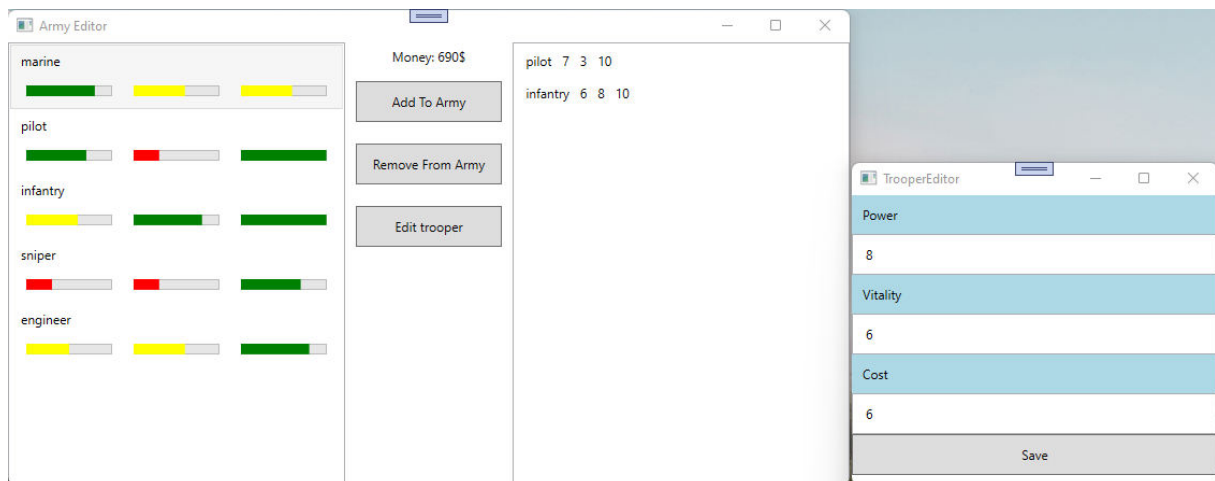 Army Editor
marine
pilot
infantry
sniper
engineer
Money: 690$
Add To Army
Remove From Army
Edit trooper
pilot 7 3 10
infantry 6 8 10
TrooperEditor
Power
8
Vitality
6
Cost
6
Save